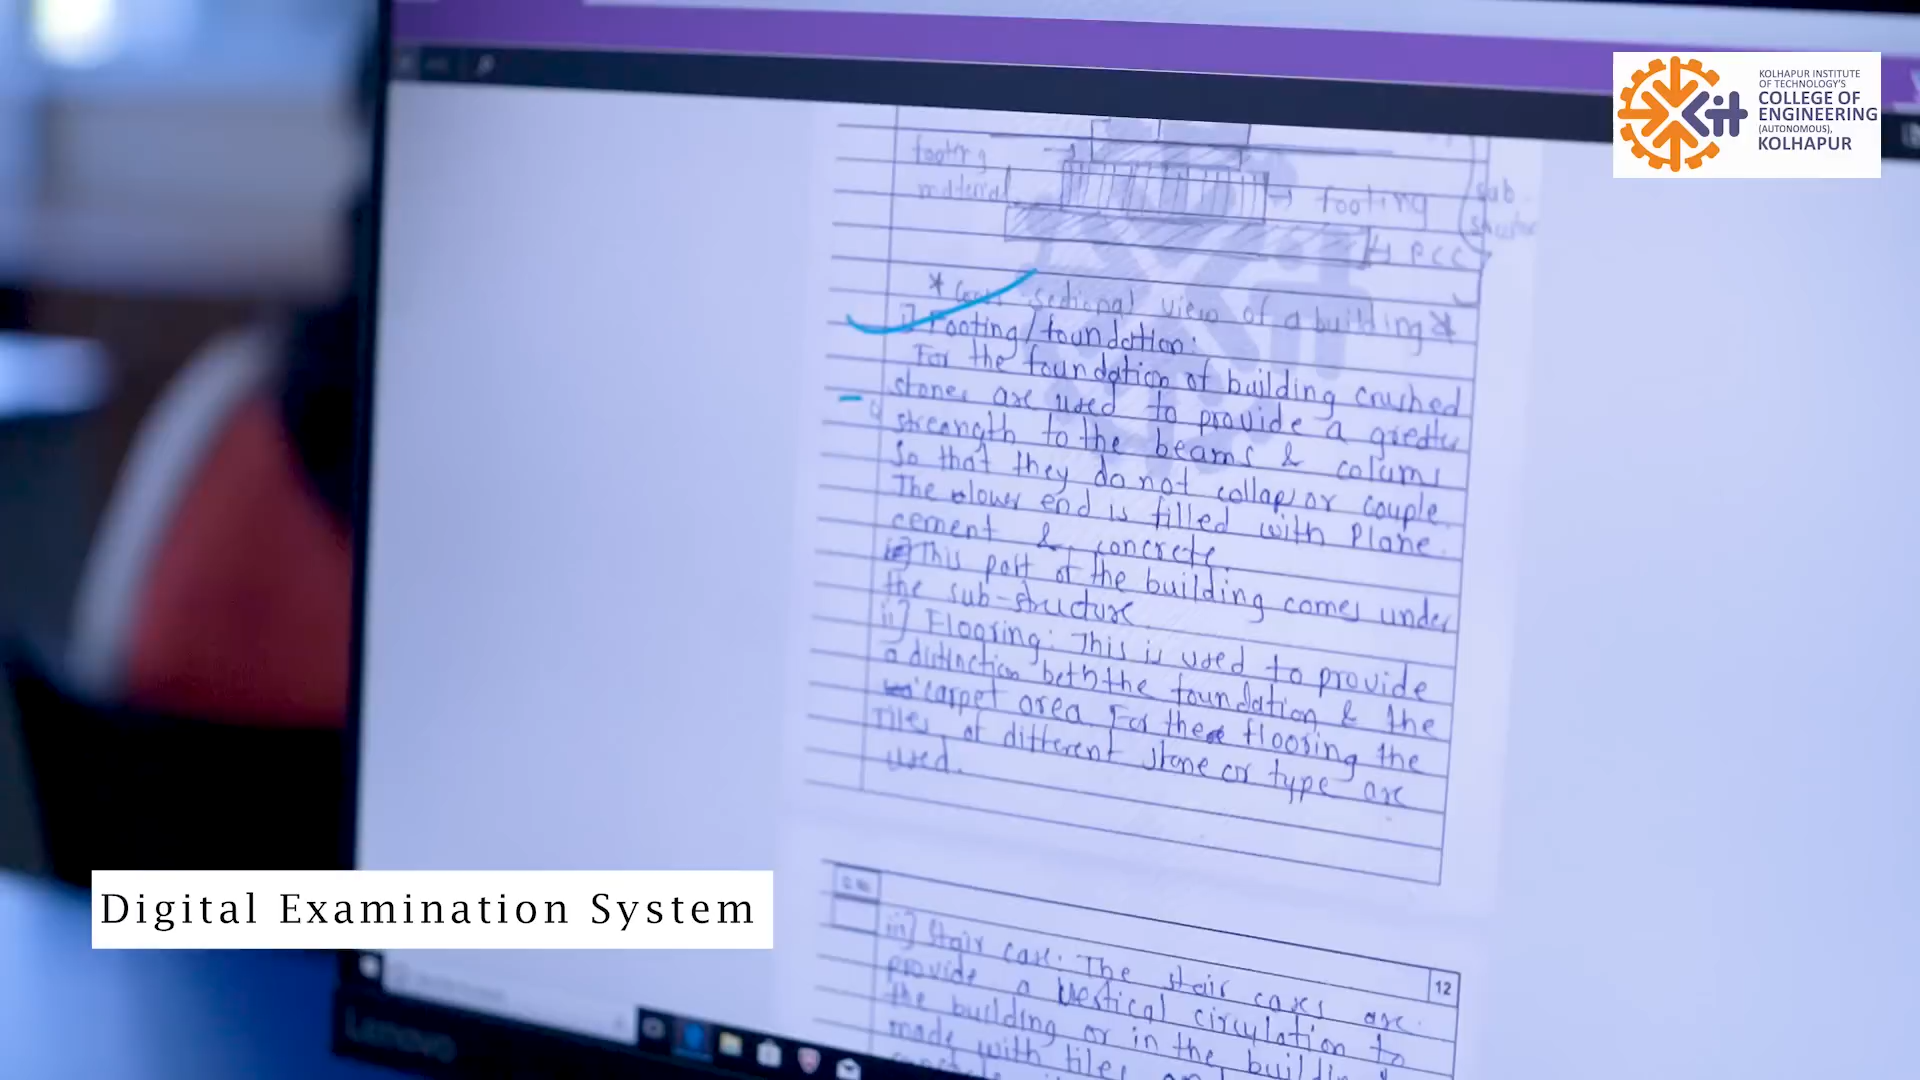 KOLHAPUR INSTITUTE
OF TECHNOLOGY'S
COLLEGE OF
ENGINEERING
(AUTONOMOUS),
KOLHAPUR
footing
material
footing
sub
PCC
* Cross sectional view of a building *
i] Footing/foundation:
For the foundation of building crushed
stones are used to provide a
strength to the beams & colums
so that they do not collap or couple.
The lower end is filled with Plane
cement & concrete.
This part of the building comes under
the sub-structure.
ii] Flooring: This is used to provide
a distinction betn the foundation & the
carpet area For the flooring the
Tiles of different stone or type are
used.
Digital Examination System
12
iii] Stair case: The stair cases are
provide a vertical circulation to
the building or in the building
made with tiles
Lenovo